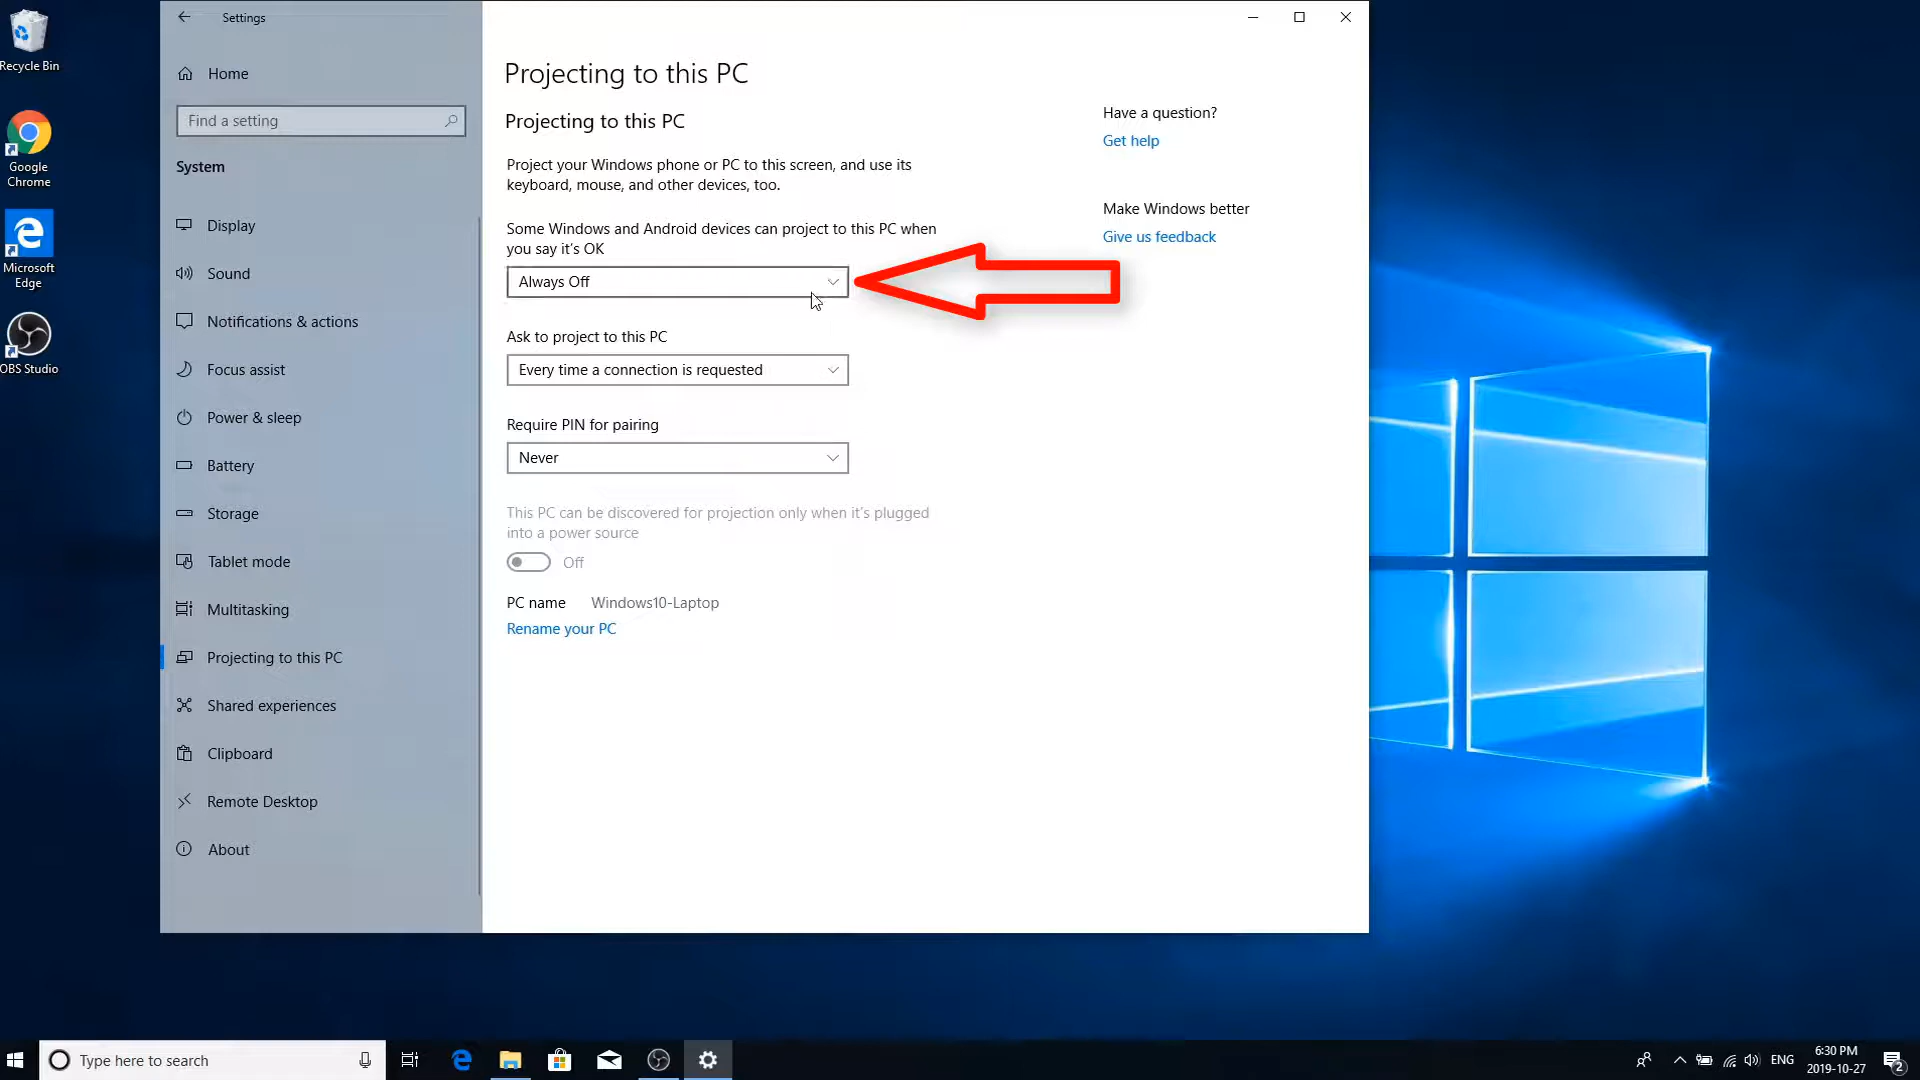 Recycle Bin
Google
Chrome
Microsoft
Edge
OBS Studio
Settings
Home
Find a setting
System
Display
Sound
Notifications & actions
Focus assist
Power & sleep
Battery
Storage
Tablet mode
Multitasking
Projecting to this PC
Shared experiences
Clipboard
Remote Desktop
About
Projecting to this PC
Projecting to this PC
Project your Windows phone or PC to this screen, and use its
keyboard, mouse, and other devices, too.
Some Windows and Android devices can project to this PC when
you say it's OK
Always Off
Ask to project to this PC
Every time a connection is requested
Require PIN for pairing
Never
This PC can be discovered for projection only when it's plugged
into a power source
Off
PC name Windows10-Laptop
Rename your PC
Have a question?
Get help
Make Windows better
Give us feedback
Type here to search
ENG
6:30 PM
2019-10-27
2